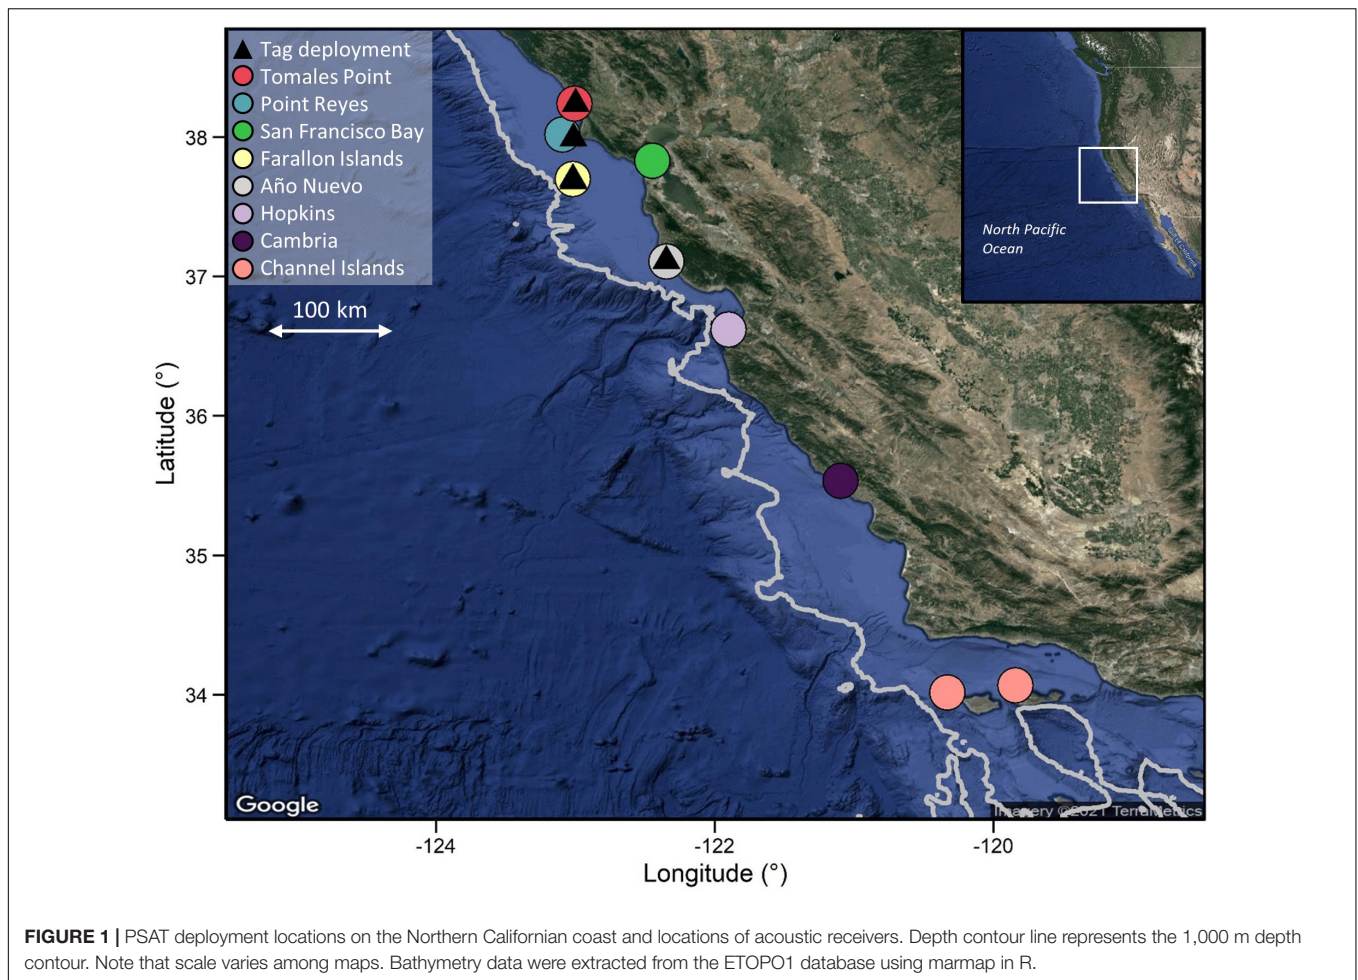 Tag deployment
Tomales Point
Point Reyes
San Francisco Bay
Farallon Islands
Año Nuevo
Hopkins
Cambria
Channel Islands
100 km
North Pacific
Ocean
Gulf of California
38
37
36
35
34
Latitude (°)
Google
Imagery ©2021 TerraMetrics
-124
-122
-120
Longitude (°)
FIGURE 1 | PSAT deployment locations on the Northern Californian coast and locations of acoustic receivers. Depth contour line represents the 1,000 m depth
contour. Note that scale varies among maps. Bathymetry data were extracted from the ETOPO1 database using marmap in R.